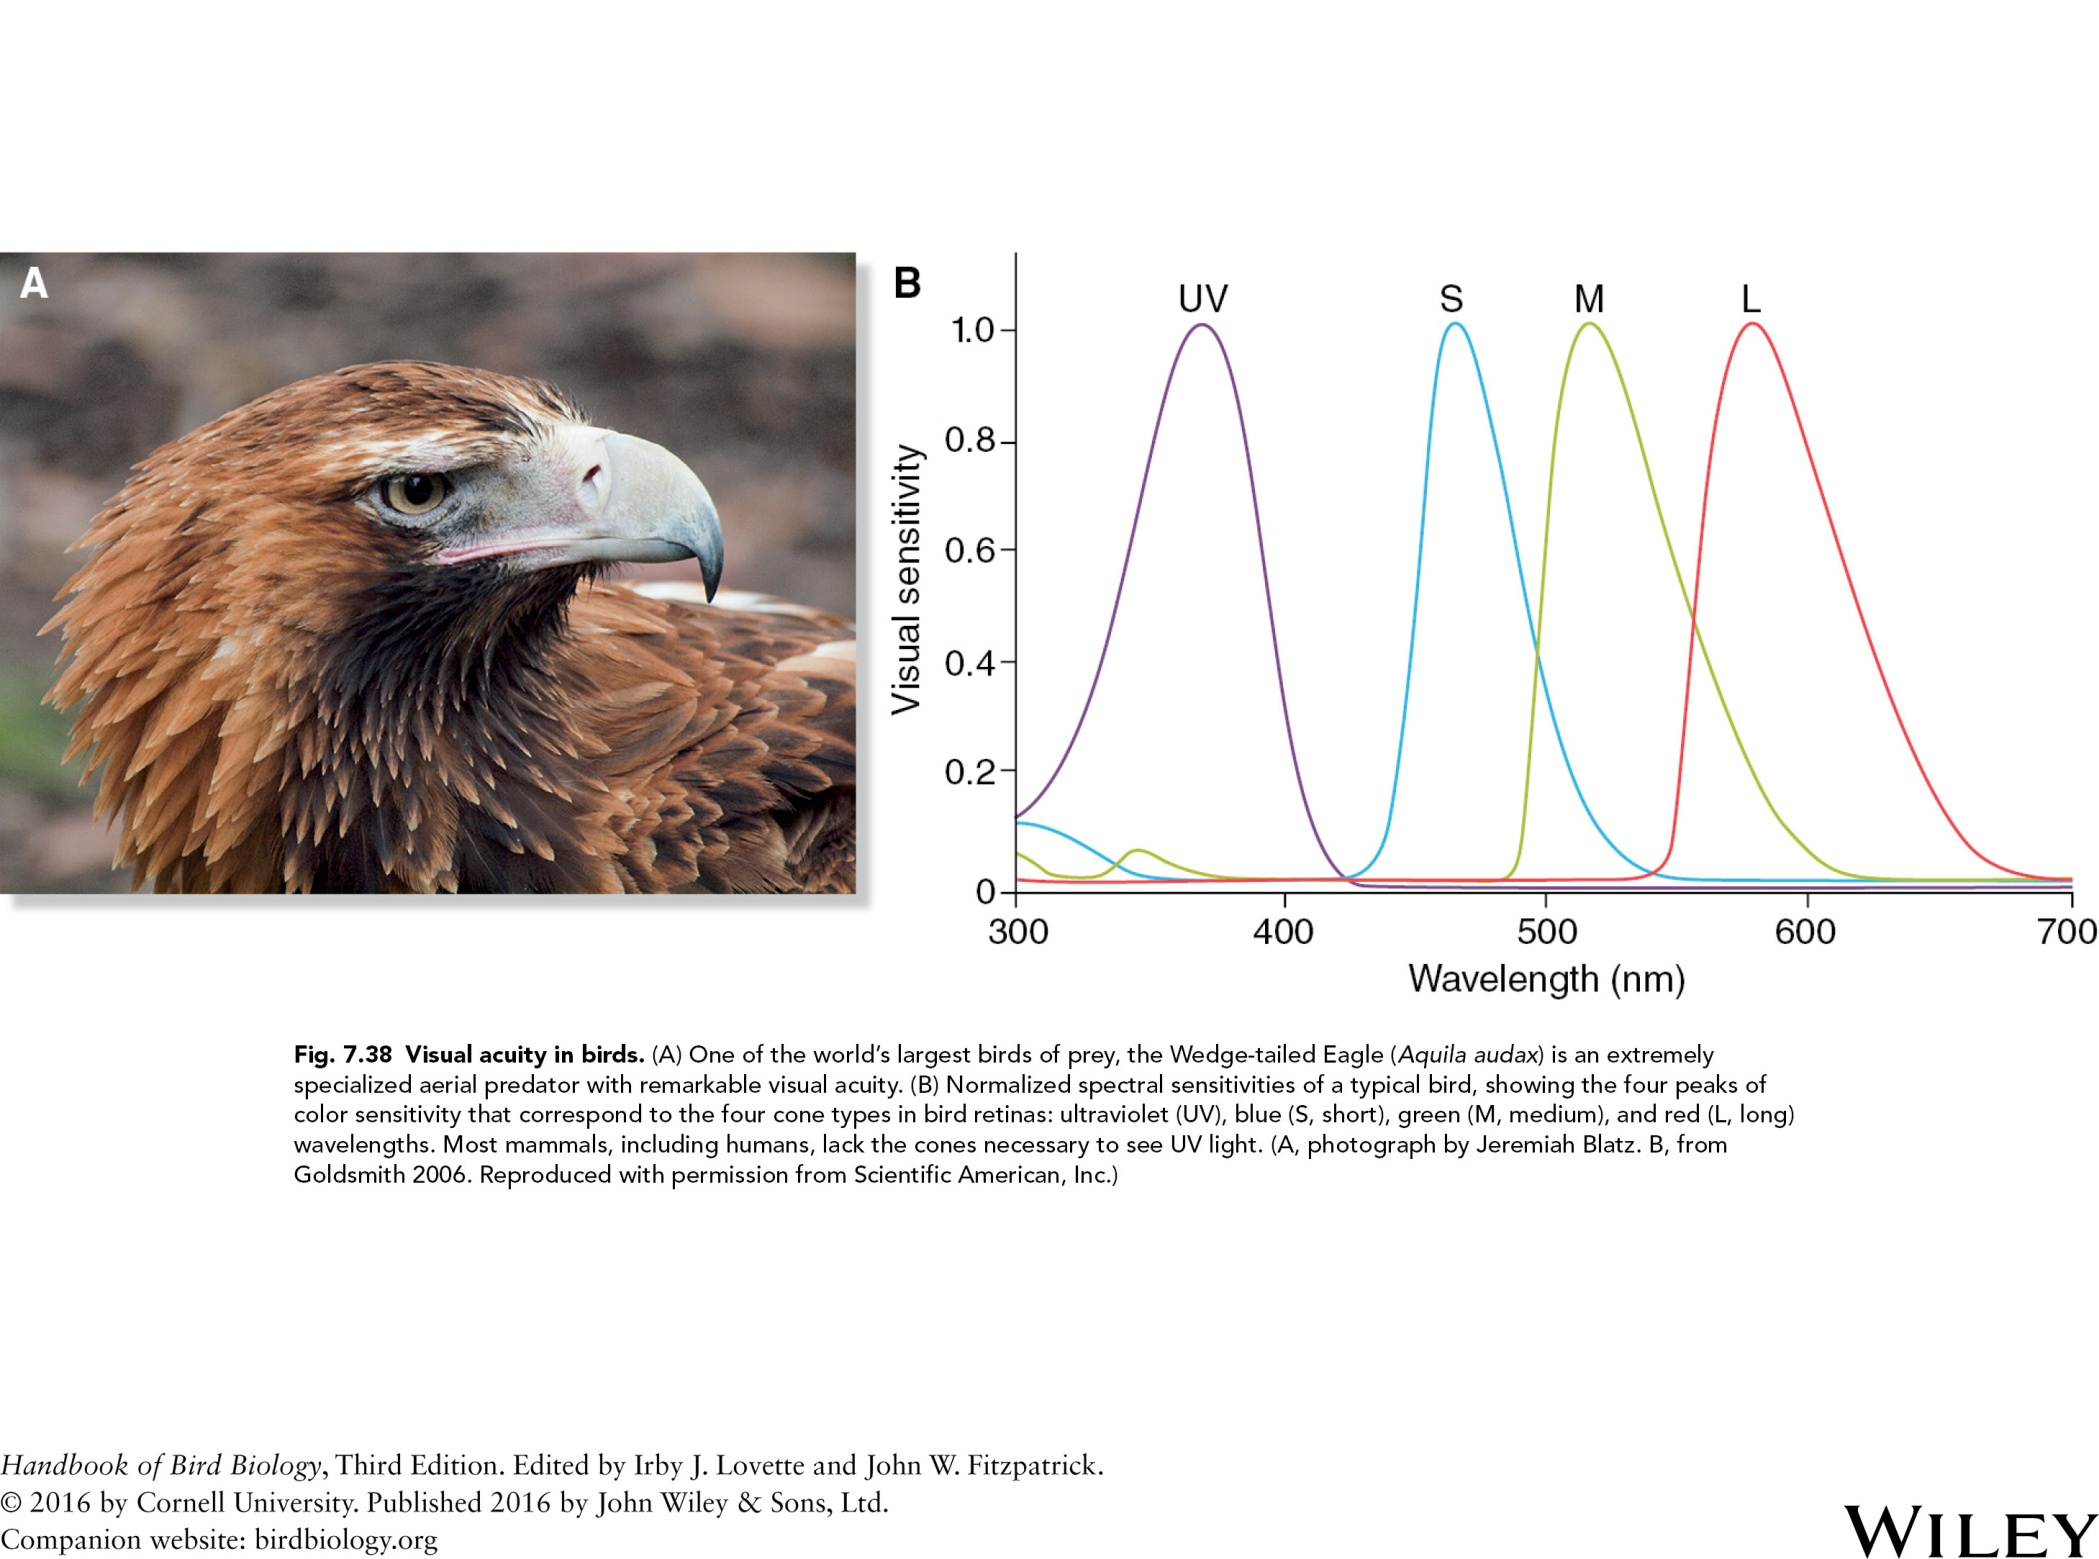 A
B
UV S M L
1.0
0.8
0.6
0.4
0.2
0
Visual sensitivity
300 400 500 600 700
Wavelength (nm)
Fig. 7.38 Visual acuity in birds. (A) One of the world’s largest birds of prey, the Wedge-tailed Eagle (Aquila audax) is an extremely
specialized aerial predator with remarkable visual acuity. (B) Normalized spectral sensitivities of a typical bird, showing the four peaks of
color sensitivity that correspond to the four cone types in bird retinas: ultraviolet (UV), blue (S, short), green (M, medium), and red (L, long)
wavelengths. Most mammals, including humans, lack the cones necessary to see UV light. (A, photograph by Jeremiah Blatz. B, from
Goldsmith 2006. Reproduced with permission from Scientific American, Inc.)
Handbook of Bird Biology, Third Edition. Edited by Irby J. Lovette and John W. Fitzpatrick.
© 2016 by Cornell University. Published 2016 by John Wiley & Sons, Ltd.
Companion website: birdbiology.org
WILEY